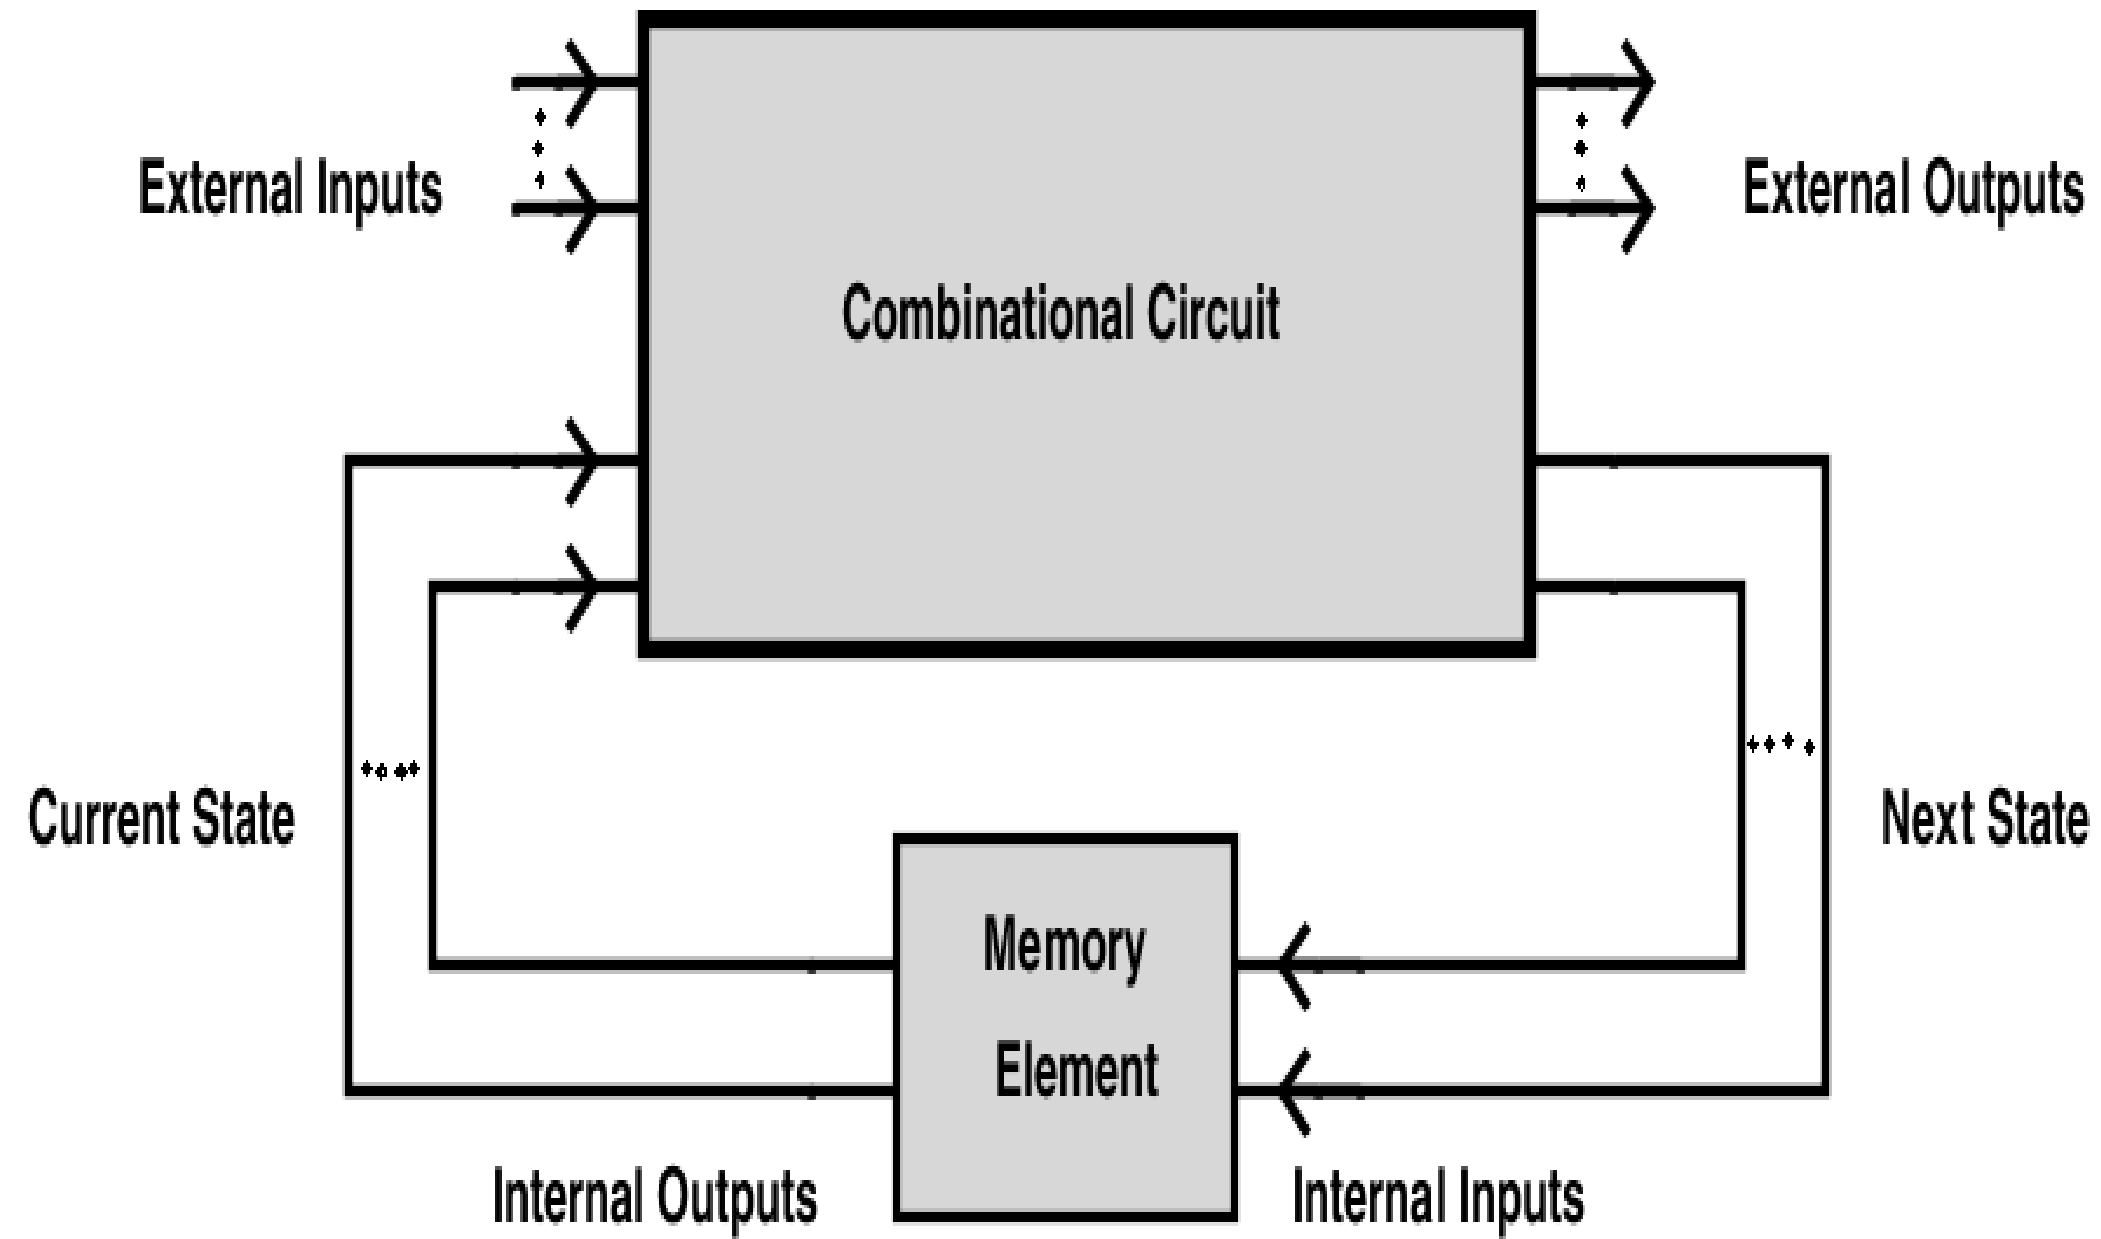 External Inputs
External Outputs
Combinational Circuit
Current State
Next State
Memory
Element
Internal Outputs
Internal Inputs